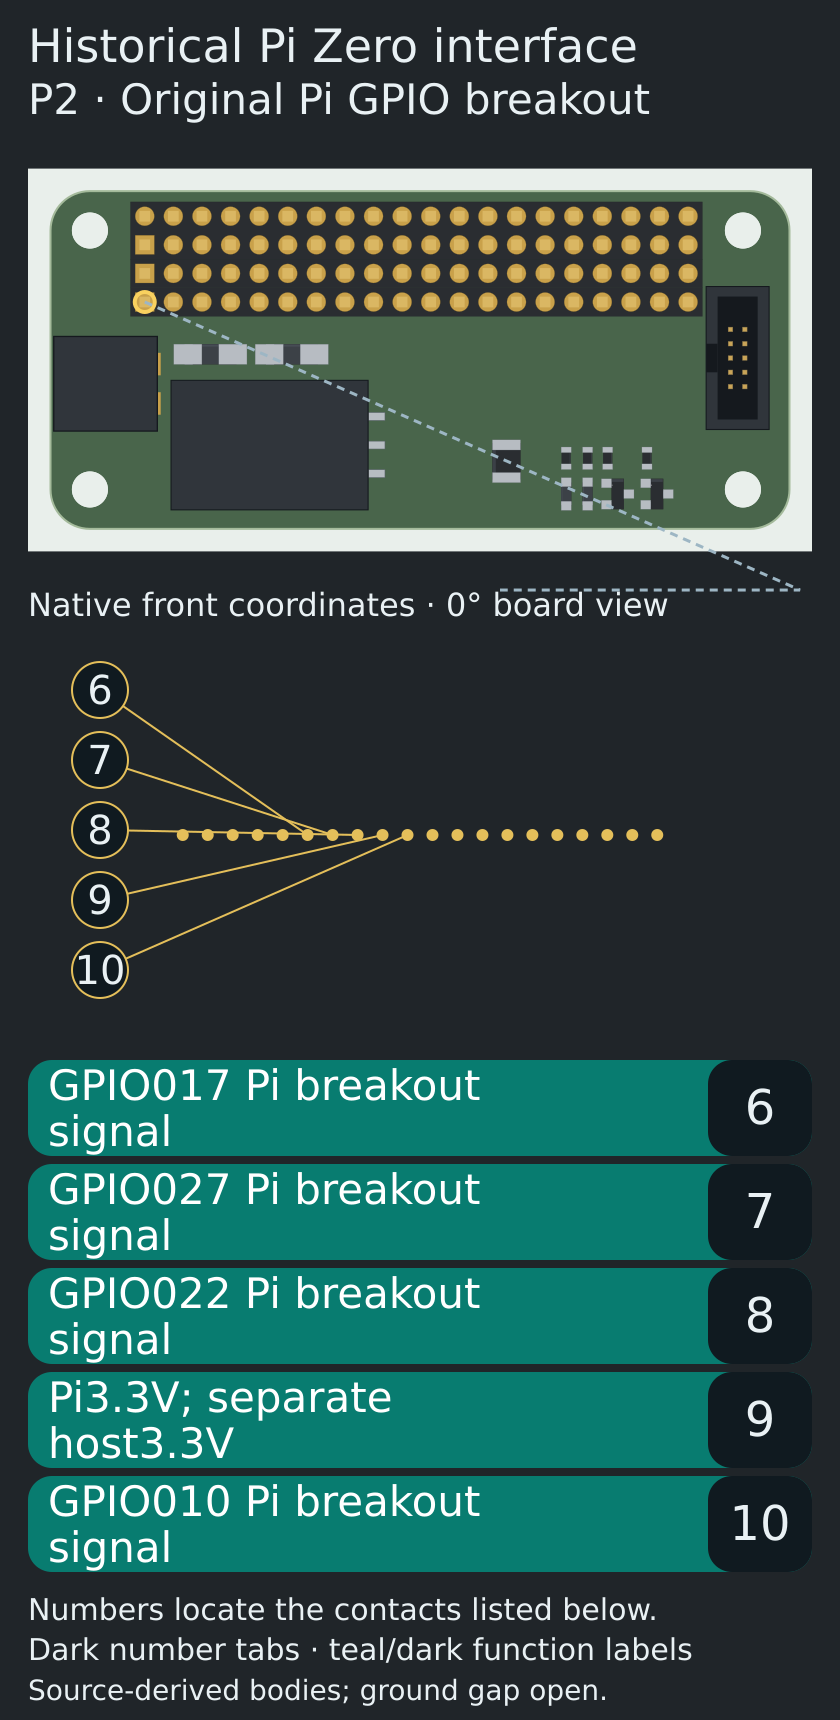 Historical Pi Zero interface
P2 · Original Pi GPIO breakout
Native front coordinates · 0° board view
6
7
8
9
10
GPIO017 Pi breakout
signal
6
GPIO027 Pi breakout
signal
7
GPIO022 Pi breakout
signal
8
Pi3.3V; separate
host3.3V
9
GPIO010 Pi breakout
signal
10
Numbers locate the contacts listed below.
Dark number tabs · teal/dark function labels
Source-derived bodies; ground gap open.